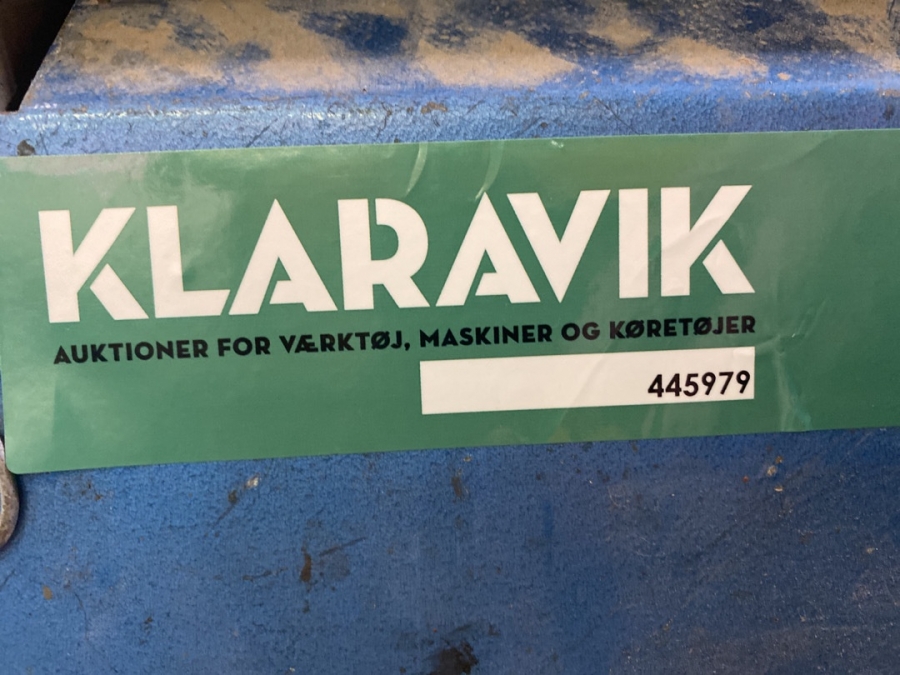 KLARAVIK
AUKTIONER FOR VÆRKTØJ, MASKINER OG KØRETØJER
445979